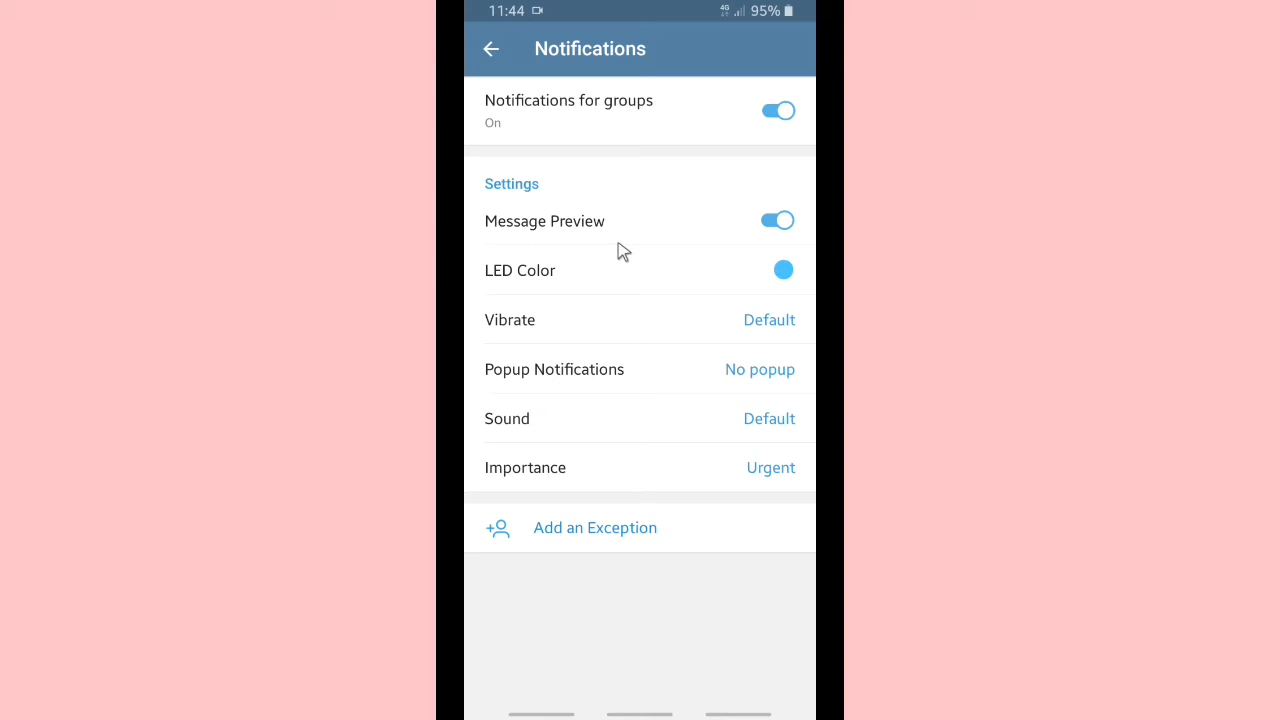 11:44 4G 95%
Notifications
Notifications for groups
On
Settings
Message Preview
LED Color
Vibrate Default
Popup Notifications No popup
Sound Default
Importance Urgent
Add an Exception